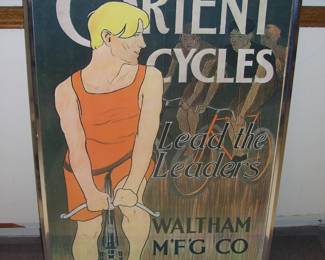 ORIENT
CYCLES
Lead the
Leaders
WALTHAM
M'F'G CO